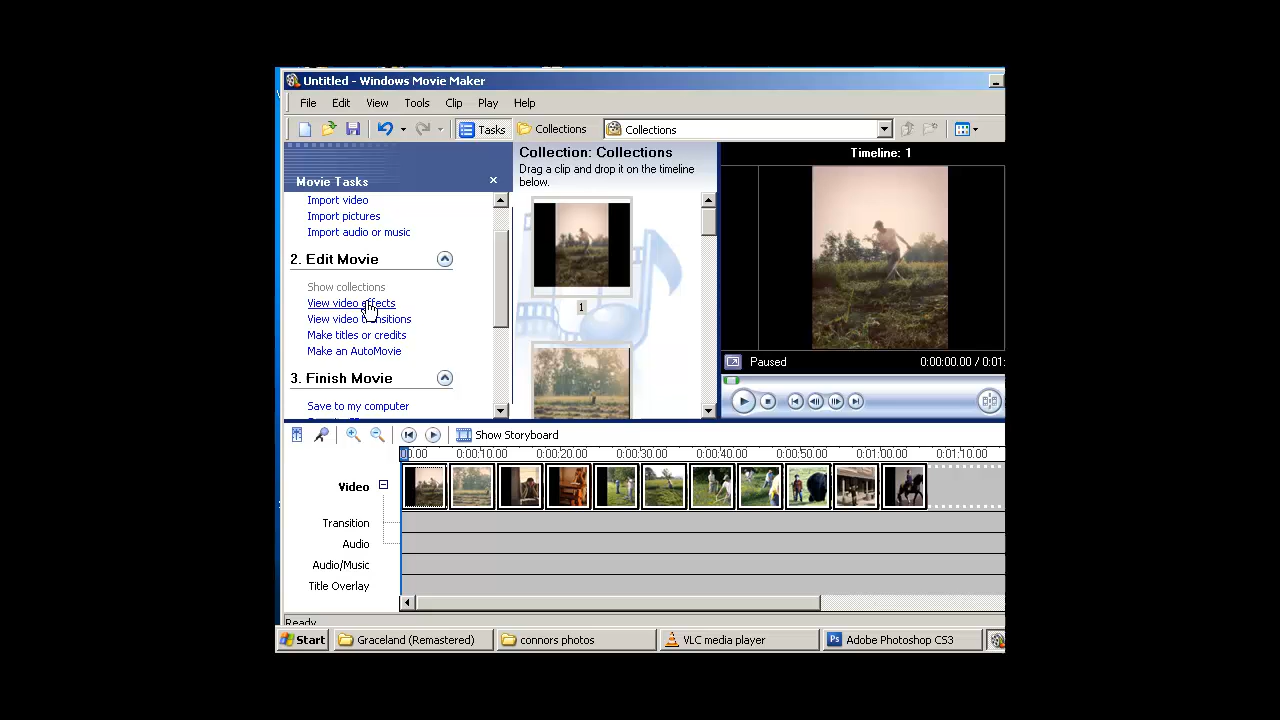 Untitled - Windows Movie Maker
File Edit View Tools Clip Play Help
Tasks Collections Collections
Movie Tasks
Import video
Import pictures
Import audio or music
2. Edit Movie
Show collections
View video effects
View video transitions
Make titles or credits
Make an AutoMovie
3. Finish Movie
Save to my computer
Collection: Collections
Drag a clip and drop it on the timeline
below.
1
Timeline: 1
Paused 0:00:00.00 / 0:01:
Show Storyboard
00.00 0:00:10.00 0:00:20.00 0:00:30.00 0:00:40.00 0:00:50.00 0:01:00.00 0:01:10.00
Video
Transition
Audio
Audio/Music
Title Overlay
Ready
Start Graceland (Remastered) connors photos VLC media player Ps Adobe Photoshop CS3